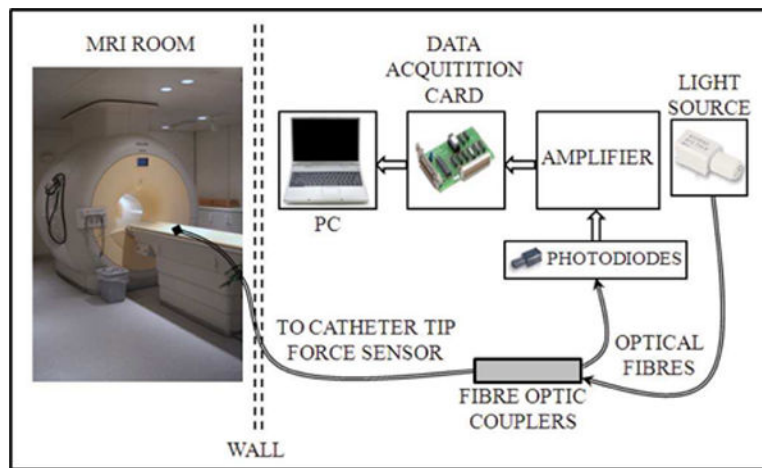 MRI ROOM
DATA
ACQUITITION
CARD
LIGHT
SOURCE
AMPLIFIER
PC
PHOTODIODES
TO CATHETER TIP
FORCE SENSOR
OPTICAL
FIBRES
FIBRE OPTIC
COUPLERS
WALL